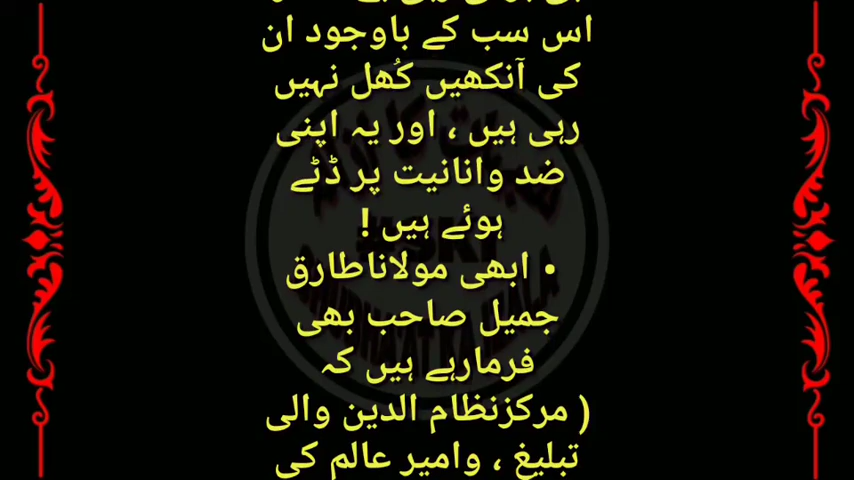 اس سب کے باوجود ان
کی آنکھیں کُھل نہیں
رہی ہیں ، اور یہ اپنی
ضد وانانیت پر ڈٹے
ہوئے ہیں !
• ابھی مولاناطارق
جمیل صاحب بھی
فرمارہے ہیں کہ
( مرکزنظام الدین والی
تبلیغ ، وامیر عالم کی